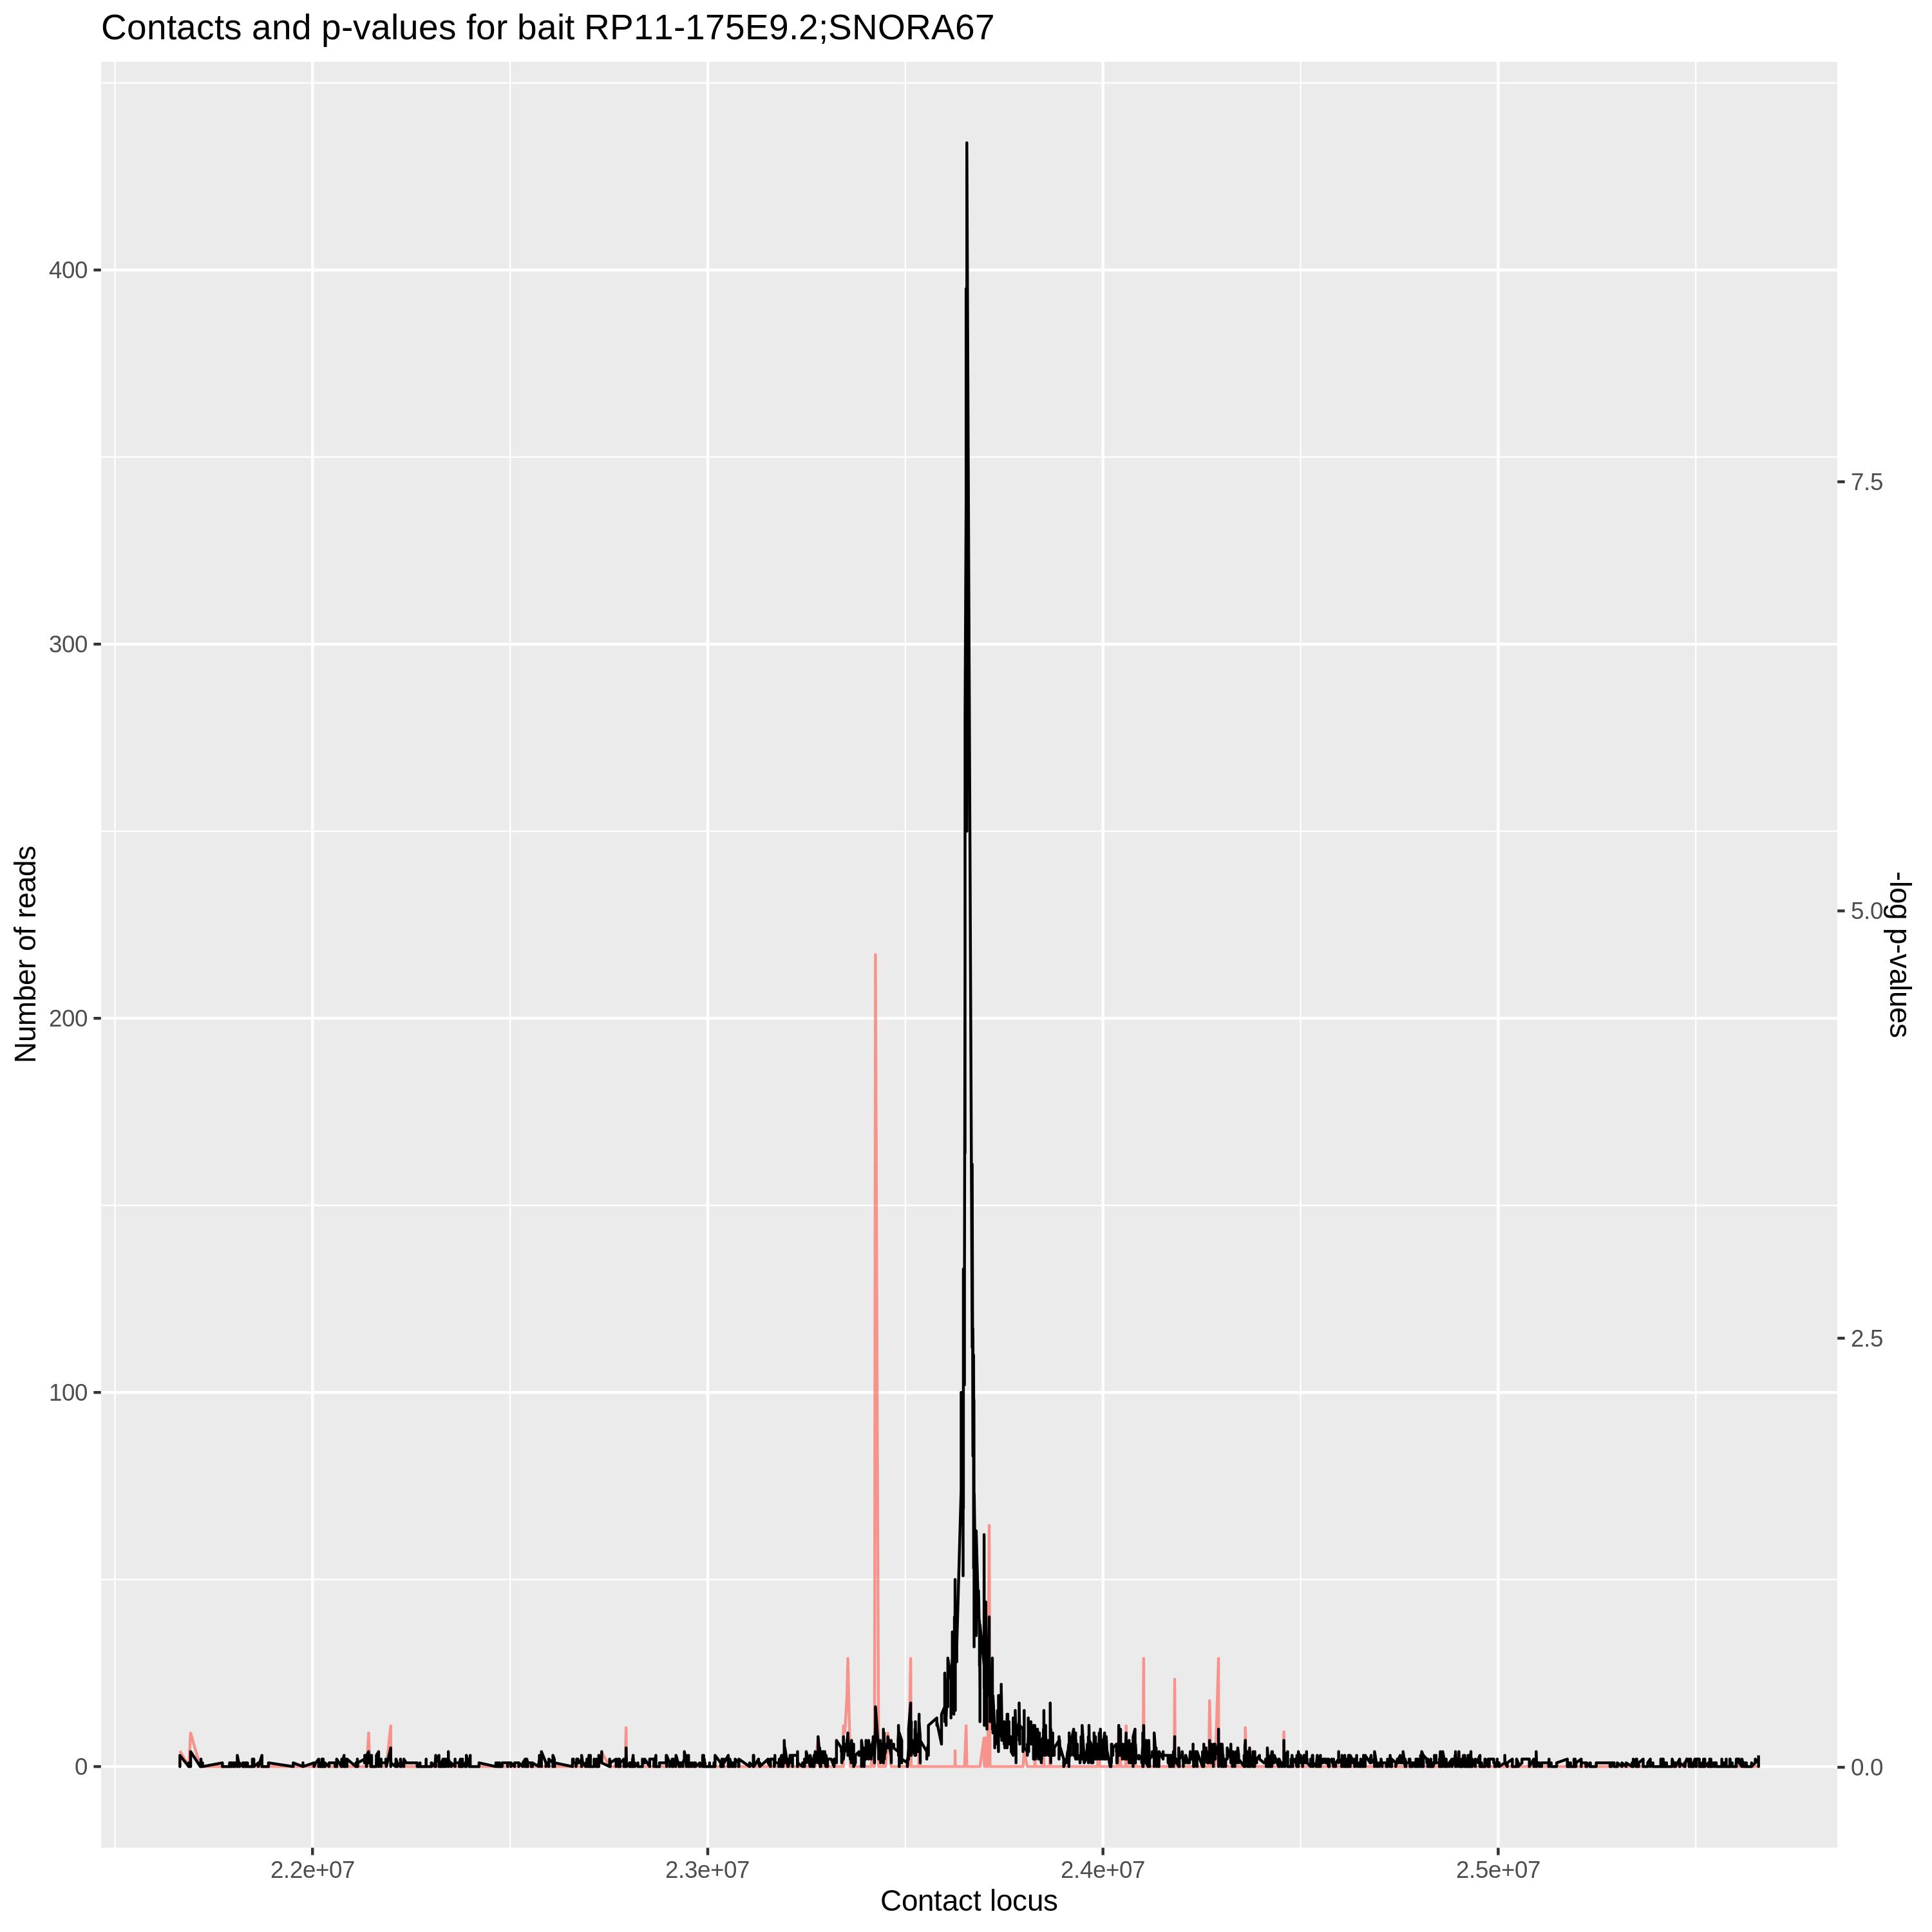 Contacts and p-values for bait RP11-175E9.2;SNORA67
Number of reads
400
300
200
100
0
7.5
5.0
2.5
0.0
-log p-values
2.2e+07 2.3e+07 2.4e+07 2.5e+07
Contact locus